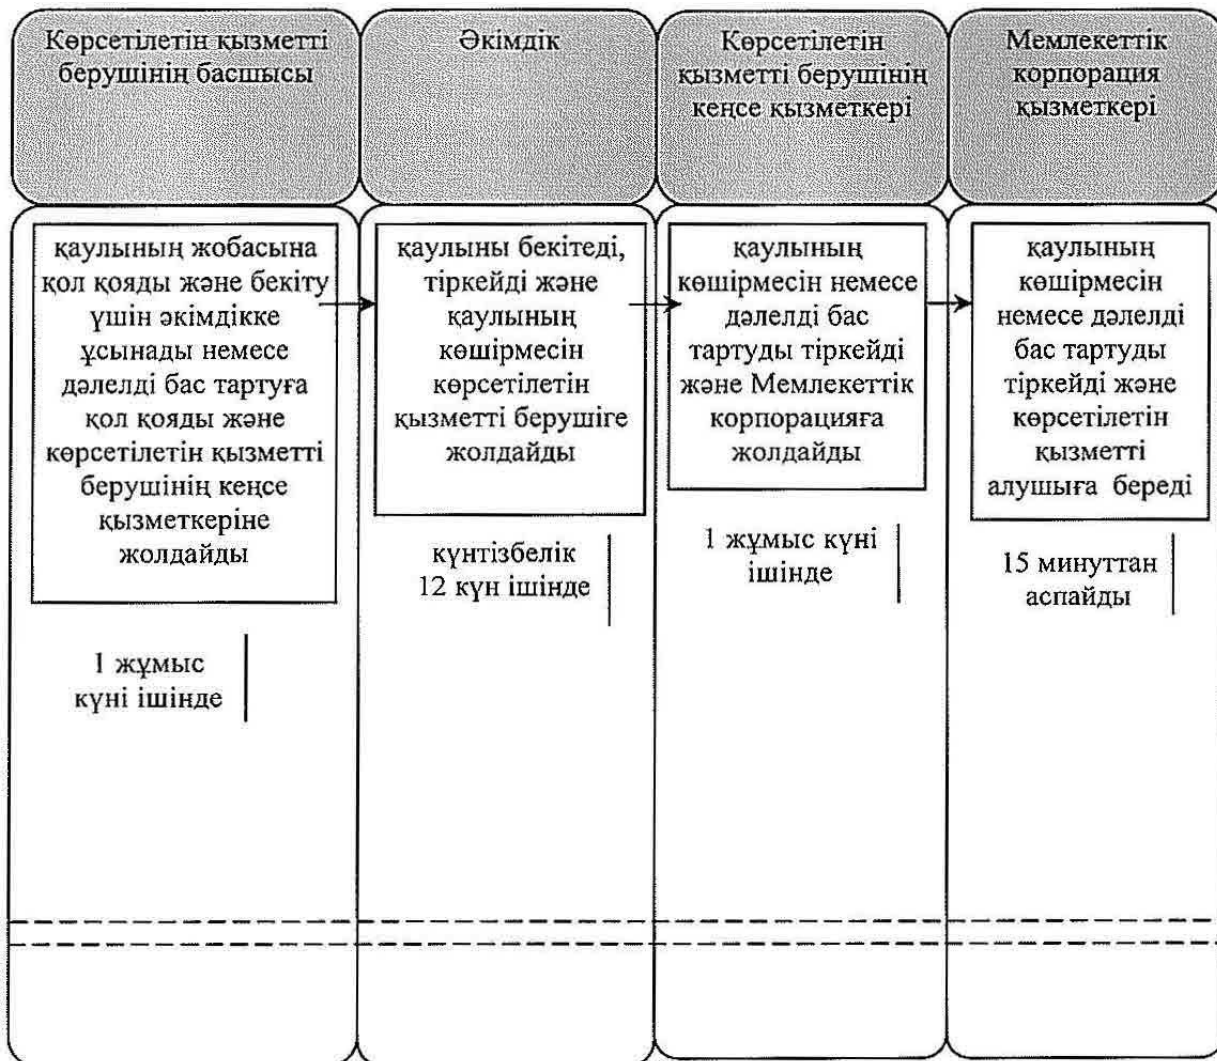 Көрсетілетін қызметті
берушінің басшысы
Әкімдік
Көрсетілетін
қызметті берушінің
кеңсе қызметкері
Мемлекеттік
корпорация
қызметкері
қаулының жобасына
қол қояды және бекіту
үшін әкімдікке
ұсынады немесе
дәлелді бас тартуға
қол қояды және
көрсетілетін қызметті
берушінің кеңсе
қызметкеріне
жолдайды
1 жұмыс
күні ішінде
қаулыны бекітеді,
тіркейді және
қаулының
көшірмесін
көрсетілетін
қызметті берушіге
жолдайды
күнтізбелік
12 күн ішінде
қаулының
көшірмесін немесе
дәлелді бас
тартуды тіркейді
және Мемлекеттік
корпорацияға
жолдайды
1 жұмыс күні
ішінде
қаулының
көшірмесін
немесе дәлелді
бас тартуды
тіркейді және
көрсетілетін
қызметті
алушыға береді
15 минуттан
аспайды